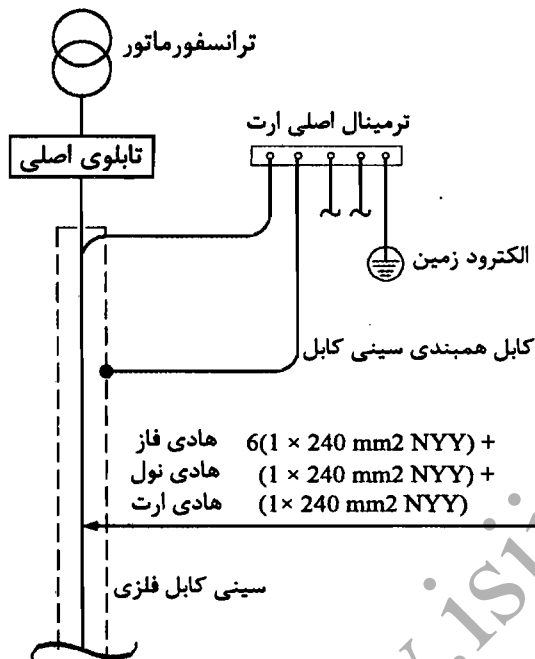 ترانسفورماتور
تابلوی اصلی
ترمینال اصلی ارت
الکترود زمین
کابل همبندی سینی کابل
هادی فاز 6(1 × 240 mm2 NYY) +
هادی نول (1 × 240 mm2 NYY) +
هادی ارت (1× 240 mm2 NYY)
سینی کابل فلزی